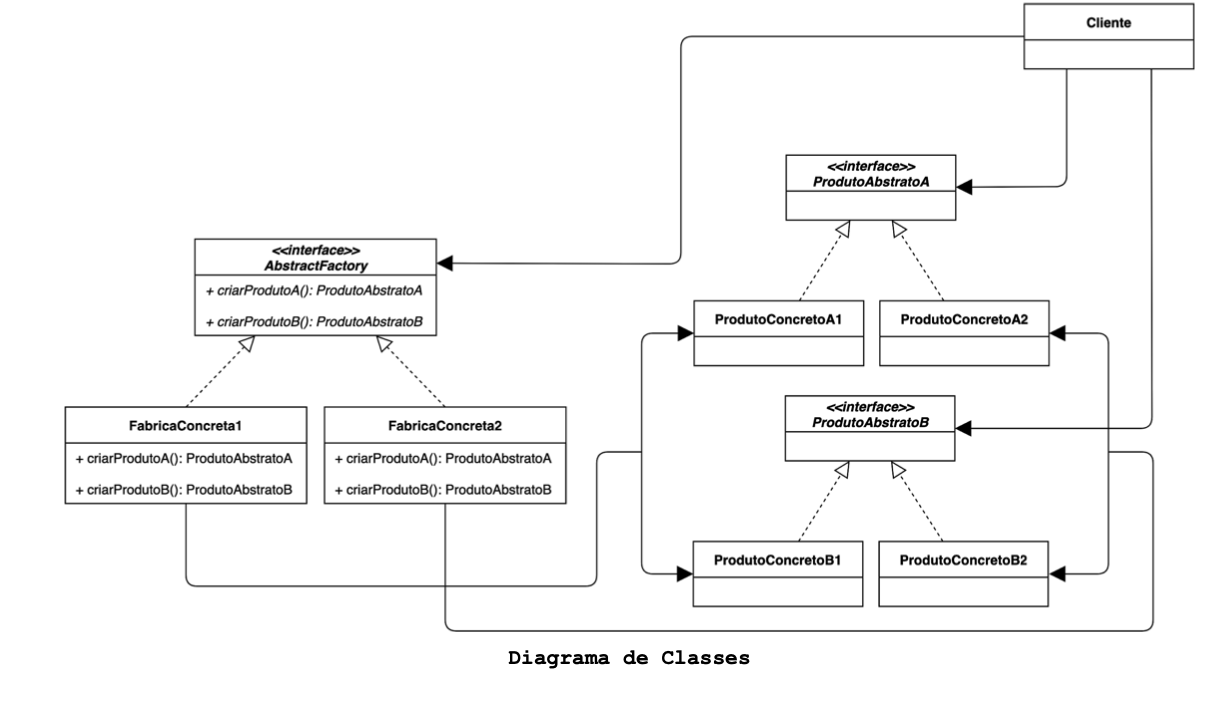 Cliente
<<interface>>
ProdutoAbstratoA
<<interface>>
AbstractFactory
+ criarProdutoA(): ProdutoAbstratoA
+ criarProdutoB(): ProdutoAbstratoB
ProdutoConcretoA1
ProdutoConcretoA2
FabricaConcreta1
+ criarProdutoA(): ProdutoAbstratoA
+ criarProdutoB(): ProdutoAbstratoB
FabricaConcreta2
+ criarProdutoA(): ProdutoAbstratoA
+ criarProdutoB(): ProdutoAbstratoB
<<interface>>
ProdutoAbstratoB
ProdutoConcretoB1
ProdutoConcretoB2
Diagrama de Classes